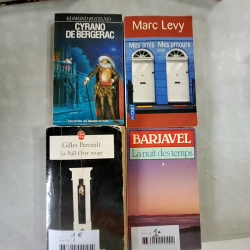 EDMOND ROSTAND
CYRANO
DE BERGERAC
Marc Levy
Mes amis Mes amours
Gilles Perrault
Le Pull-Over rouge
BARJAVEL
La nuit des temps